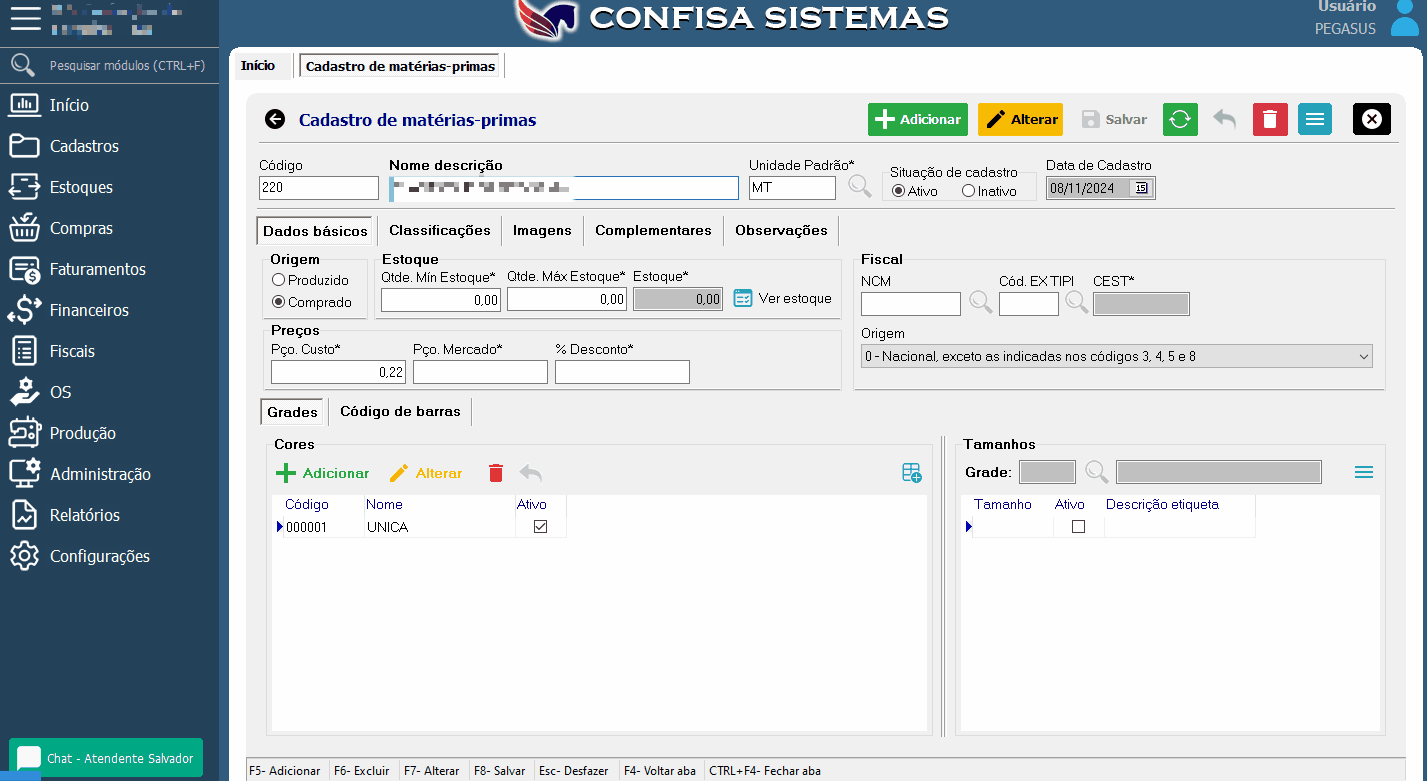 CONFISA SISTEMAS
Usuário
PEGASUS
Pesquisar módulos (CTRL+F)
Início
Cadastros
Estoques
Compras
Faturamentos
Financeiros
Fiscais
OS
Produção
Administração
Relatórios
Configurações
Chat - Atendente Salvador
Início Cadastro de matérias-primas
Cadastro de matérias-primas
Adicionar Alterar Salvar
Código Nome descrição Unidade Padrão* Situação de cadastro Data de Cadastro
220 MT Ativo Inativo 08/11/2024 15
Dados básicos Classificações Imagens Complementares Observações
Origem Estoque Fiscal
Produzido Qtde. Mín Estoque* Qtde. Máx Estoque* Estoque* NCM Cód. EX TIPI CEST*
Comprado 0,00 0,00 0,00 Ver estoque
Preços Origem
Pço. Custo* Pço. Mercado* % Desconto* 0 - Nacional, exceto as indicadas nos códigos 3, 4, 5 e 8
0,22
Grades Código de barras
Cores Tamanhos
Adicionar Alterar Grade:
Código Nome Ativo Tamanho Ativo Descrição etiqueta
000001 UNICA
F5- Adicionar F6- Excluir F7- Alterar F8- Salvar Esc- Desfazer F4- Voltar aba CTRL+F4- Fechar aba